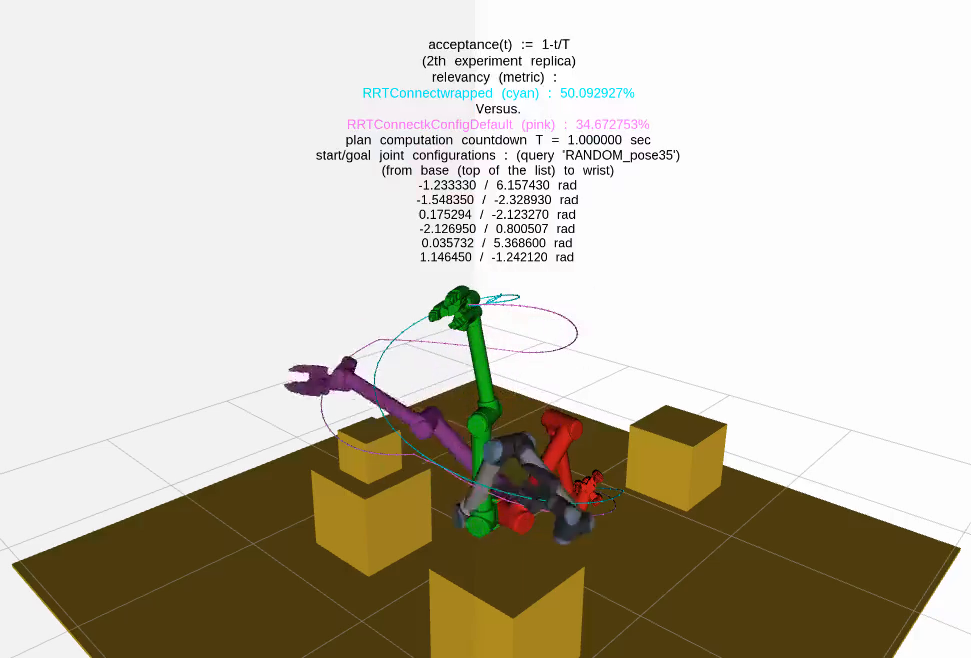 acceptance(t) := 1-t/T
(2th experiment replica)
relevancy (metric) :
RRTConnectwrapped (cyan) : 50.092927%
Versus.
RRTConnectkConfigDefault (pink) : 34.672753%
plan computation countdown T = 1.000000 sec
start/goal joint configurations : (query 'RANDOM_pose35')
(from base (top of the list) to wrist)
-1.233330 / 6.157430 rad
-1.548350 / -2.328930 rad
0.175294 / -2.123270 rad
-2.126950 / 0.800507 rad
0.035732 / 5.368600 rad
1.146450 / -1.242120 rad